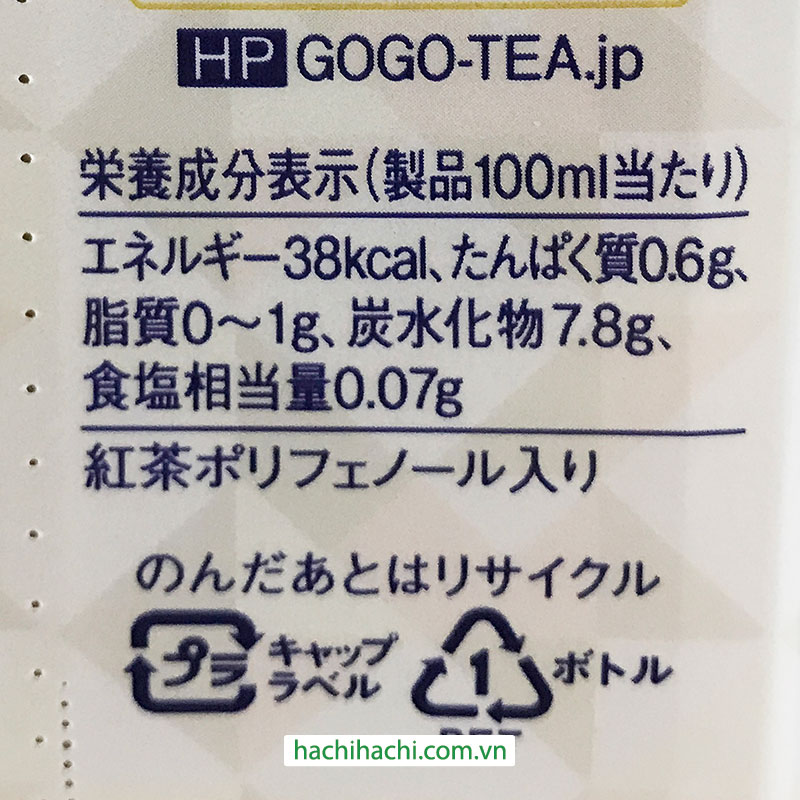 HP GOGO-TEA.jp
栄養成分表示(製品100ml当たり)
エネルギー38kcal、たんぱく質0.6g、
脂質0〜1g、炭水化物7.8g、
食塩相当量0.07g
紅茶ポリフェノール入り
のんだあとはリサイクル
プラ キャップ
ラベル
1 ボトル
hachihachi.com.vn